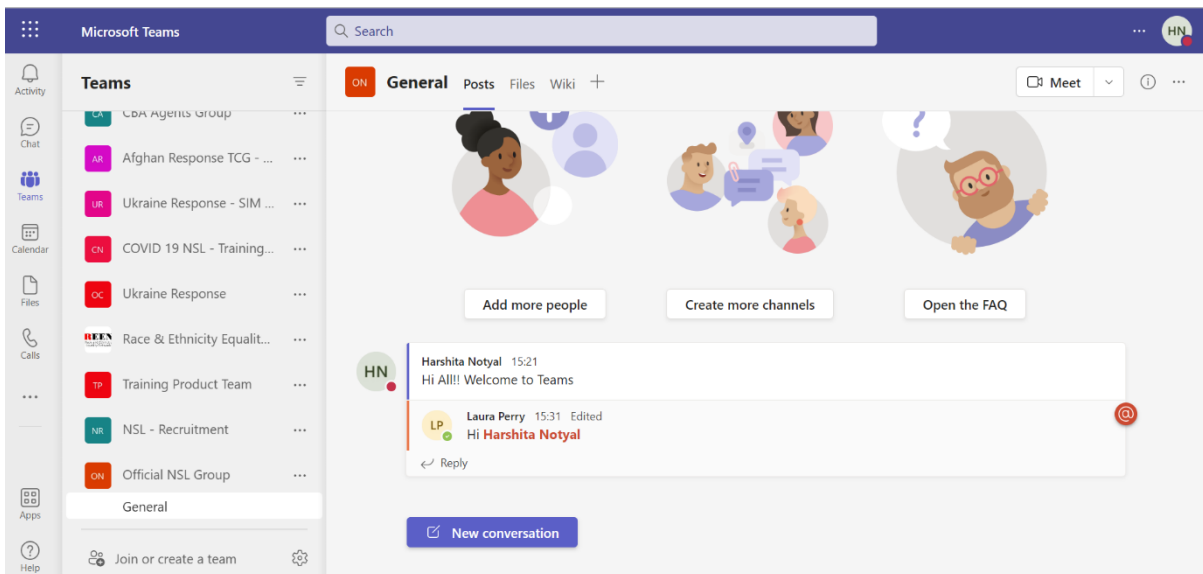 Microsoft Teams
Search
HN
Activity
Chat
Teams
Calendar
Files
Calls
Apps
Help
Teams
CA CBA Agents Group
AR Afghan Response TCG - ...
UR Ukraine Response - SIM
CN COVID 19 NSL - Training...
OC Ukraine Response
REEN Race & Ethnicity Equalit...
TP Training Product Team
NR NSL - Recruitment
ON Official NSL Group
General
Join or create a team
ON General Posts Files Wiki
Meet
Add more people
Create more channels
Open the FAQ
HN
Harshita Notyal 15:21
Hi All!! Welcome to Teams
LP
Laura Perry 15:31 Edited
Hi Harshita Notyal
@
Reply
New conversation